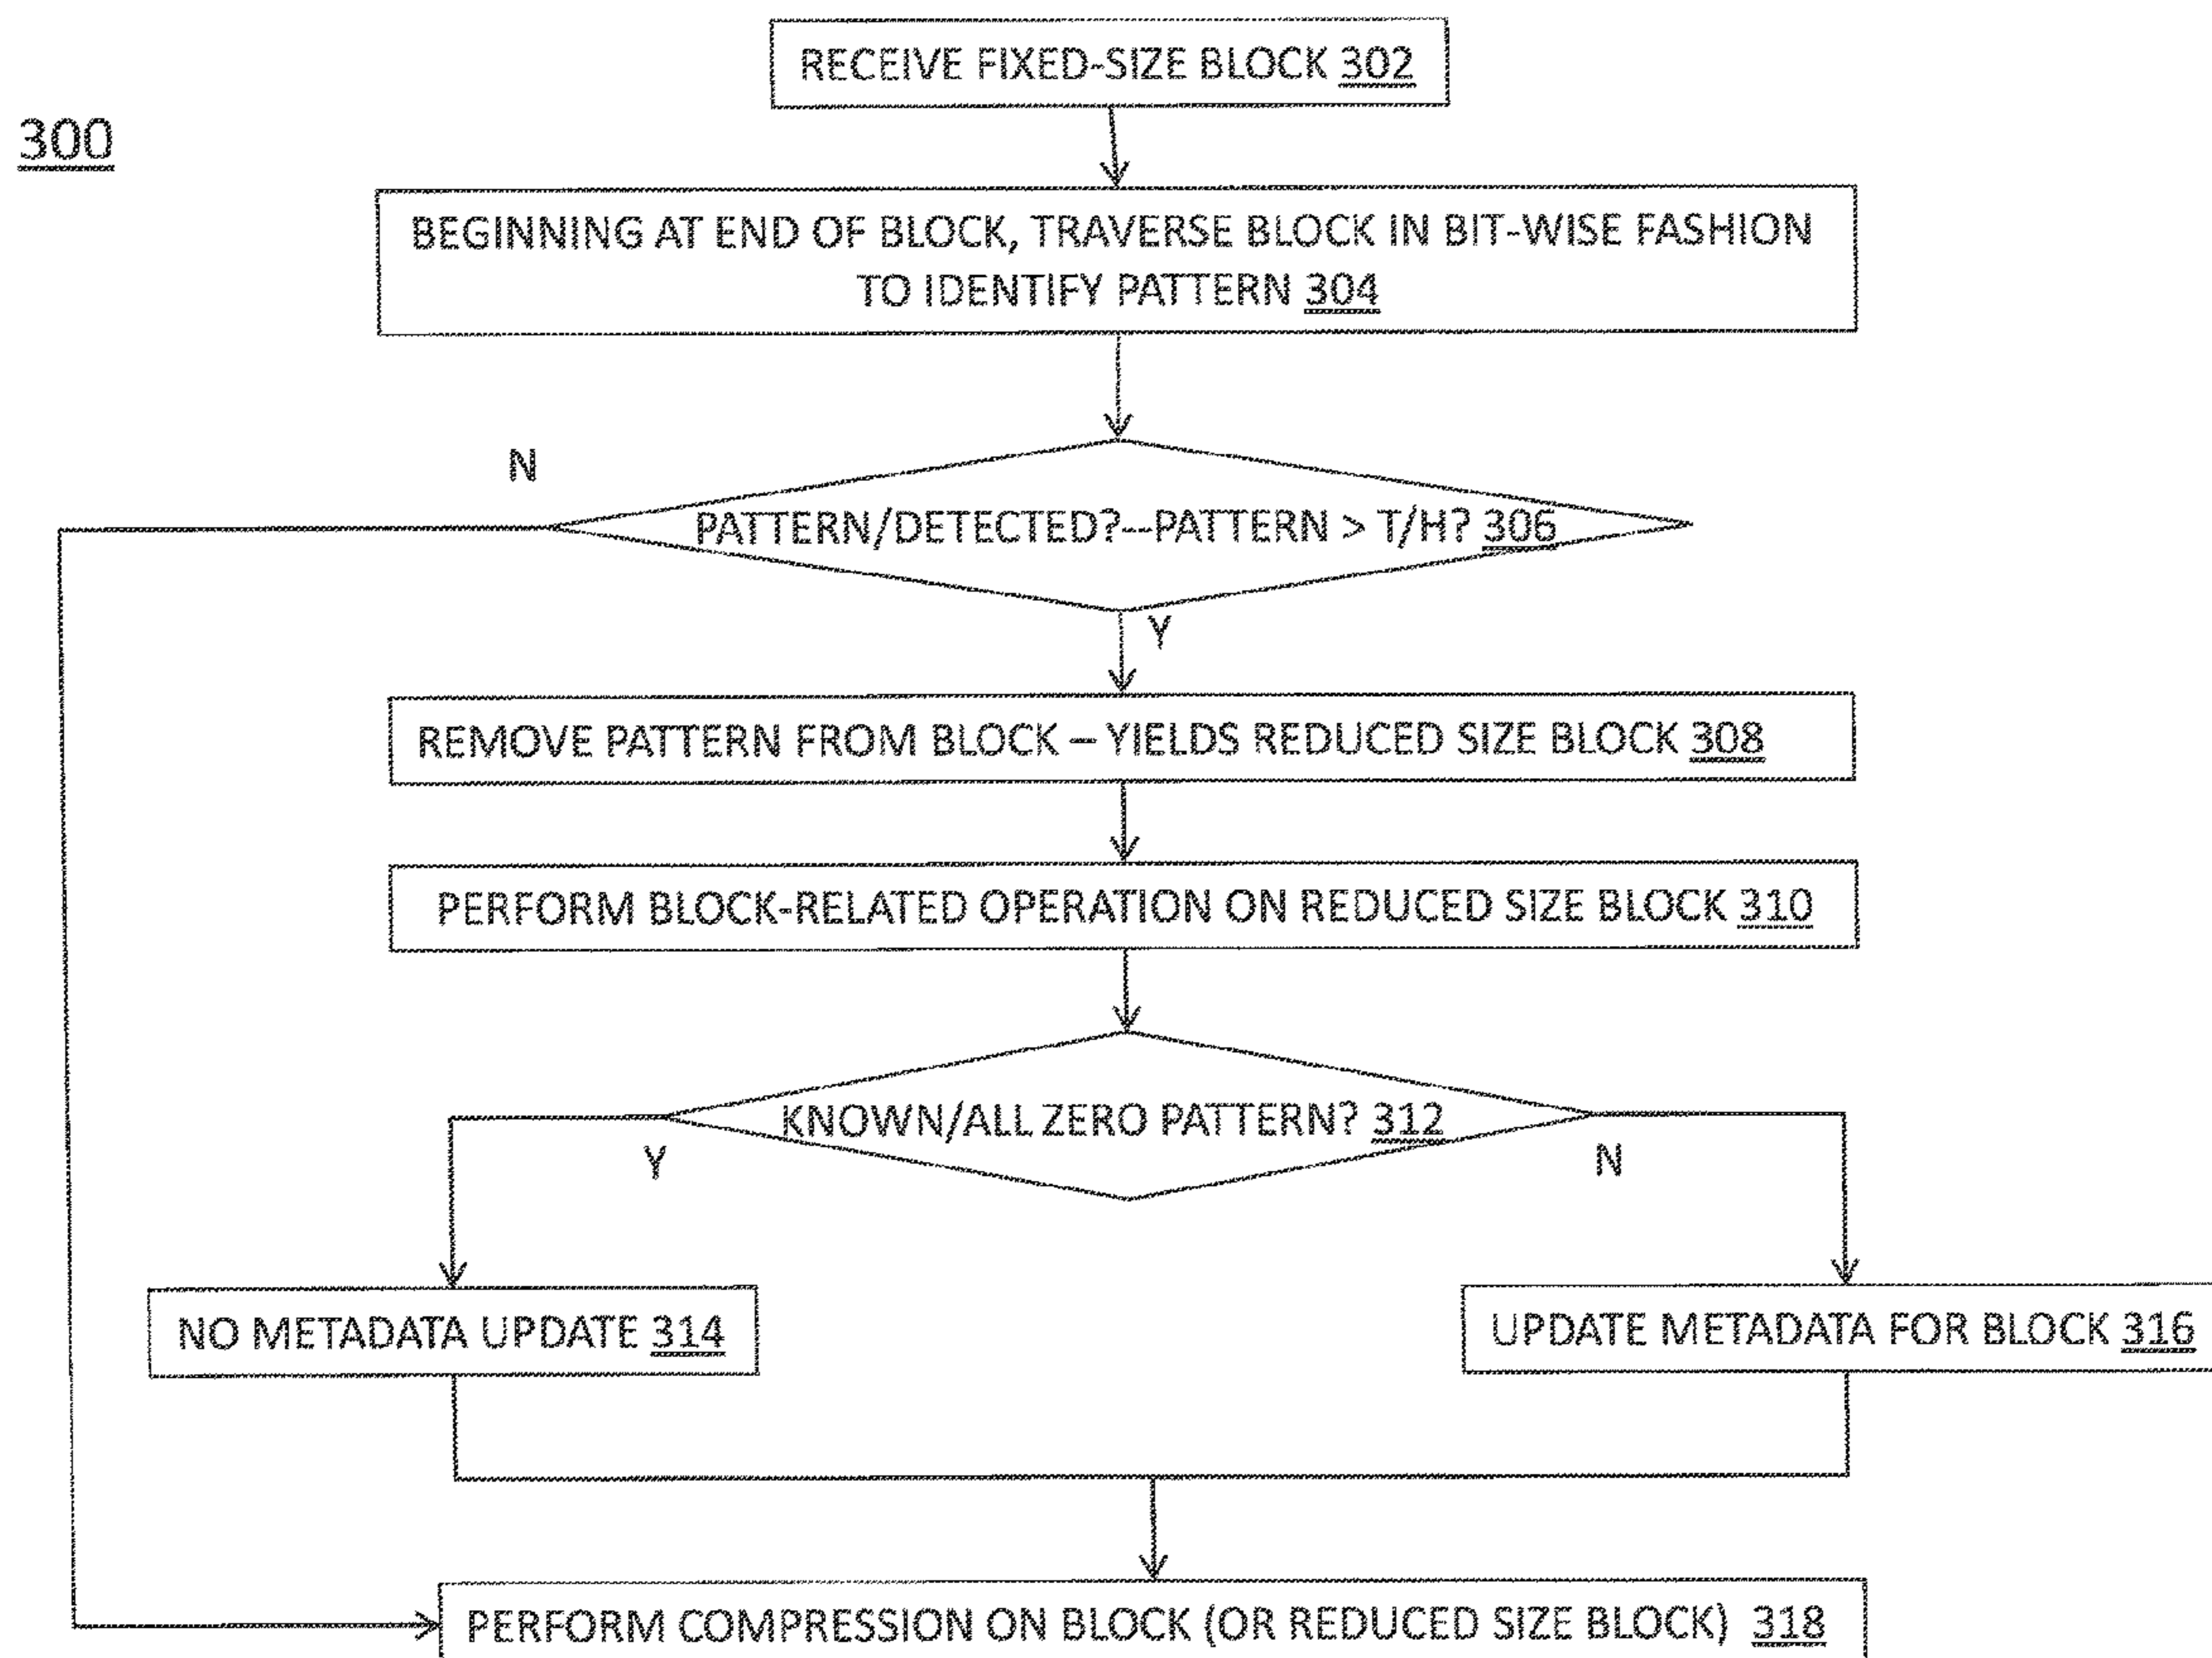 RECEIVE FIXED-SIZE BLOCK 302
300
BEGINNING AT END OF BLOCK, TRAVERSE BLOCK IN BIT-WISE FASHION
TO IDENTIFY PATTERN 304
N
PATTERN/DETECTED?--PATTERN > T/H? 306
Y
REMOVE PATTERN FROM BLOCK – YIELDS REDUCED SIZE BLOCK 308
PERFORM BLOCK-RELATED OPERATION ON REDUCED SIZE BLOCK 310
KNOWN/ALL ZERO PATTERN? 312
Y
N
NO METADATA UPDATE 314
UPDATE METADATA FOR BLOCK 316
PERFORM COMPRESSION ON BLOCK (OR REDUCED SIZE BLOCK) 318